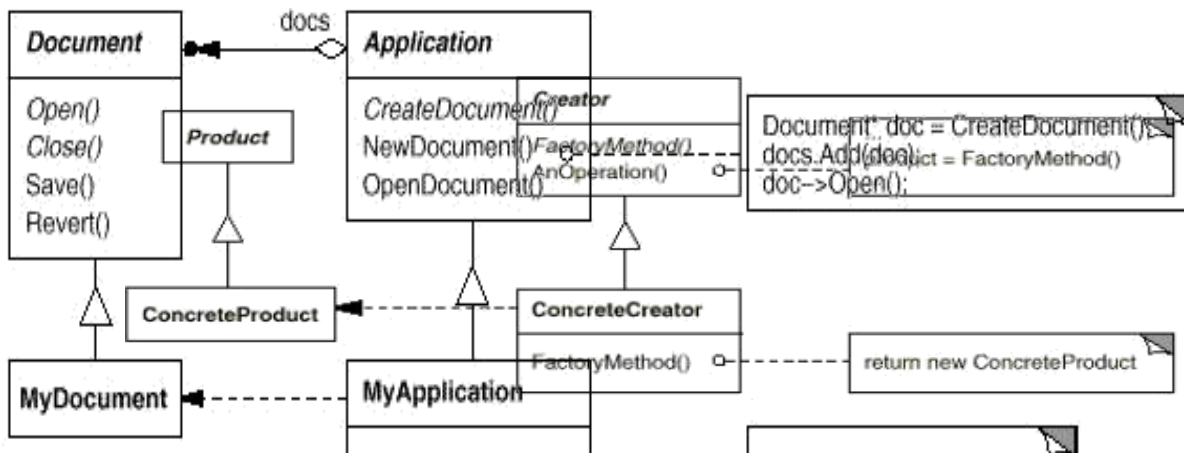 docs
Document
Application
Open()
Close()
Save()
Revert()
Product
CreateDocument()
NewDocument()
OpenDocument()
Creator
FactoryMethod()
AnOperation()
Document* doc = CreateDocument();
docs.Add(doc);
doc->Open();
product = FactoryMethod()
ConcreteProduct
ConcreteCreator
FactoryMethod()
return new ConcreteProduct
MyDocument
MyApplication